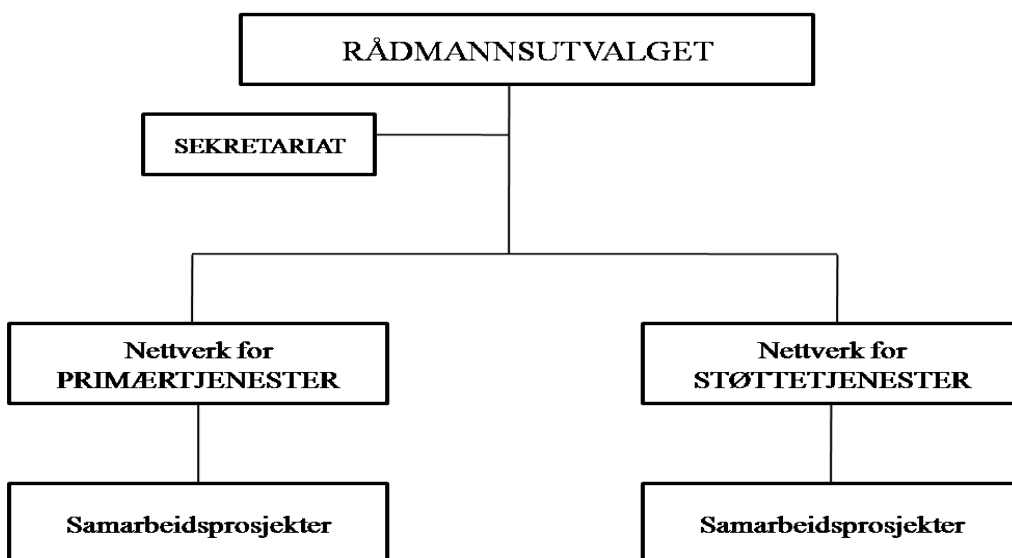 RÅDMANNSUTVALGET
SEKRETARIAT
Nettverk for
PRIMÆRTJENESTER
Nettverk for
STØTTETJENESTER
Samarbeidsprosjekter
Samarbeidsprosjekter